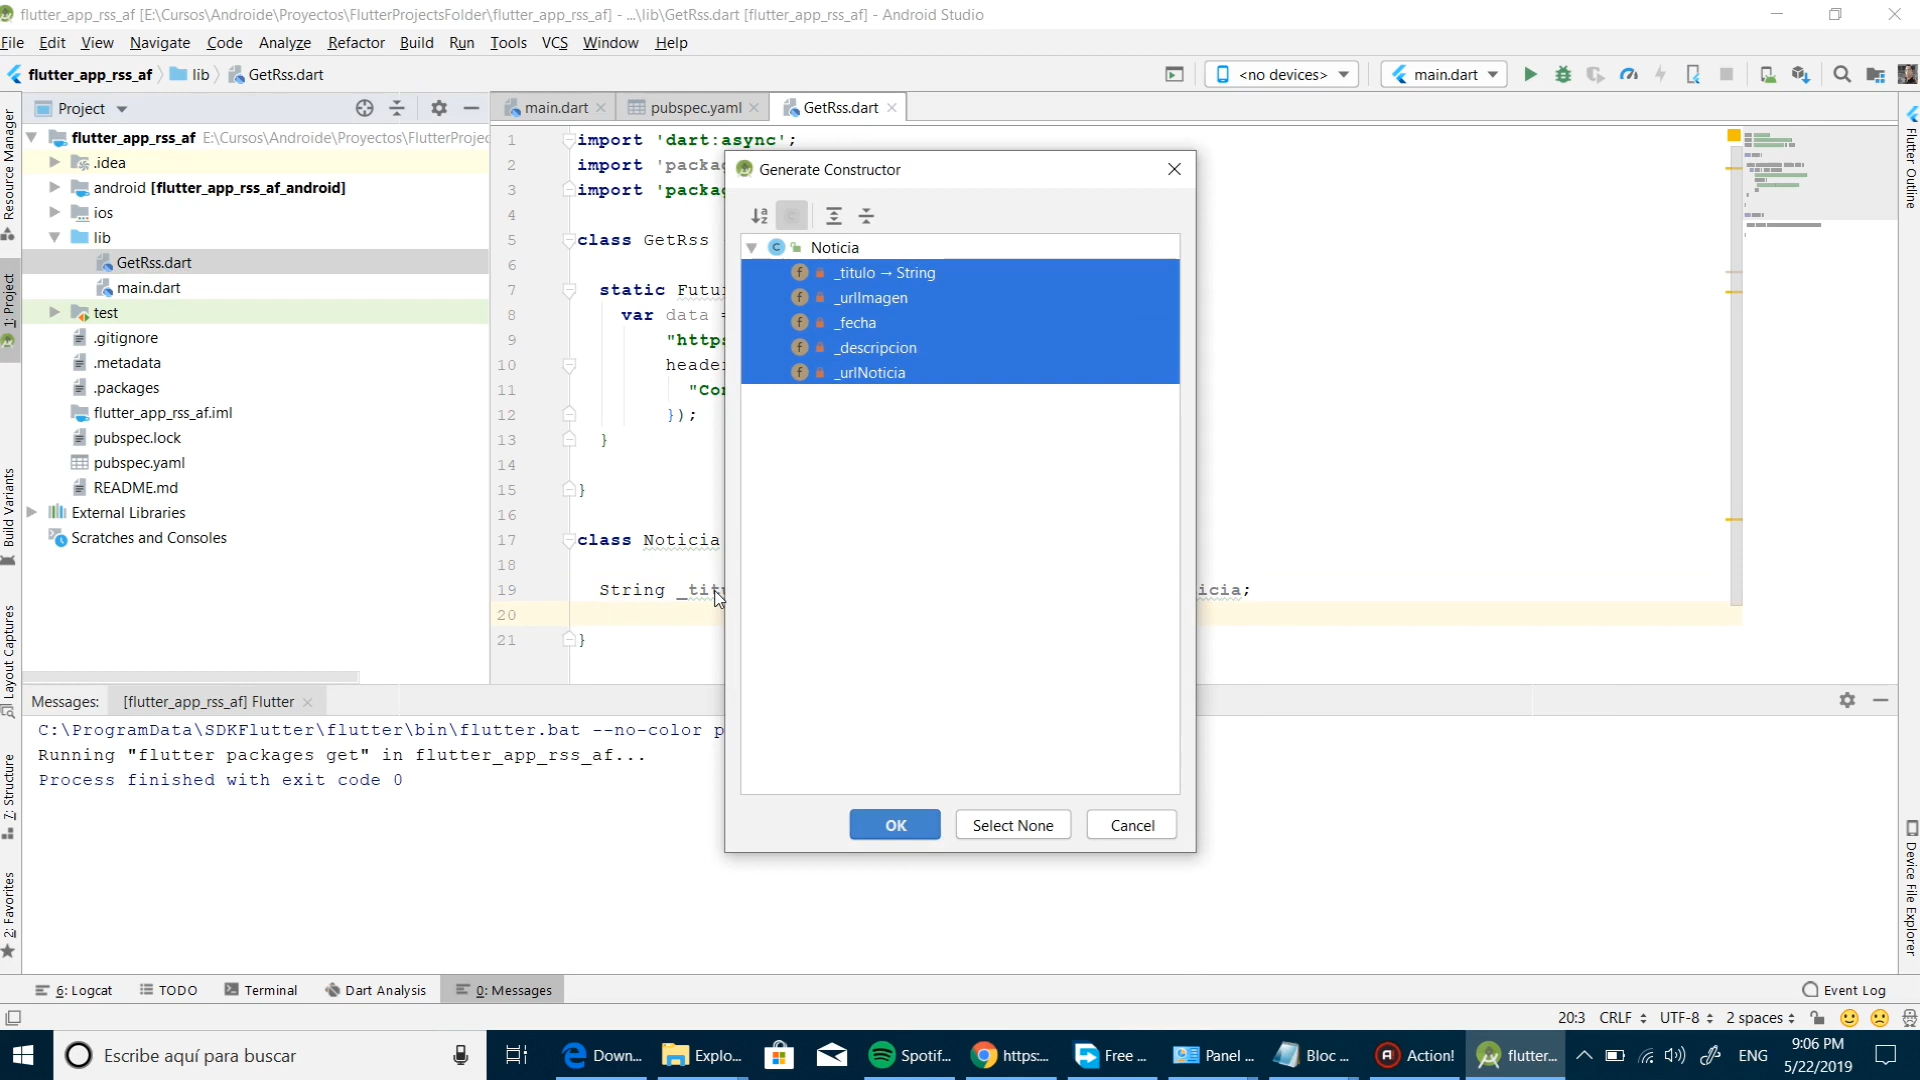 flutter_app_rss_af [E:\Cursos\Androide\Proyectos\FlutterProjectsFolder\flutter_app_rss_af] - ...\lib\GetRss.dart [flutter_app_rss_af] - Android Studio
File Edit View Navigate Code Analyze Refactor Build Run Tools VCS Window Help
flutter_app_rss_af lib GetRss.dart <no devices> main.dart
Project main.dart pubspec.yaml GetRss.dart
flutter_app_rss_af E:\Cursos\Androide\Proyectos\FlutterProjec
.idea
android [flutter_app_rss_af_android]
ios
lib
GetRss.dart
main.dart
test
.gitignore
.metadata
.packages
flutter_app_rss_af.iml
pubspec.lock
pubspec.yaml
README.md
External Libraries
Scratches and Consoles
Resource Manager
1: Project
Build Variants
Layout Captures
7: Structure
2: Favorites
Flutter Outline
Device File Explorer
1 import 'dart:async';
2 import 'packag
3 import 'packag
4
5 class GetRss
6
7 static Futur
8 var data =
9 "https
10 header
11 "Con
12 });
13 }
14
15 }
16
17 class Noticia
18
19 String _titu icia;
20
21 }
Generate Constructor
Noticia
_titulo → String
_urlImagen
_fecha
_descripcion
_urlNoticia
OK Select None Cancel
Messages: [flutter_app_rss_af] Flutter
C:\ProgramData\SDKFlutter\flutter\bin\flutter.bat --no-color p
Running "flutter packages get" in flutter_app_rss_af...
Process finished with exit code 0
6: Logcat TODO Terminal Dart Analysis 0: Messages Event Log
20:3 CRLF UTF-8 2 spaces
Escribe aquí para buscar Down... Explo... Spotif... https:... Free ... Panel ... Bloc ... Action! flutter... ENG 9:06 PM
5/22/2019